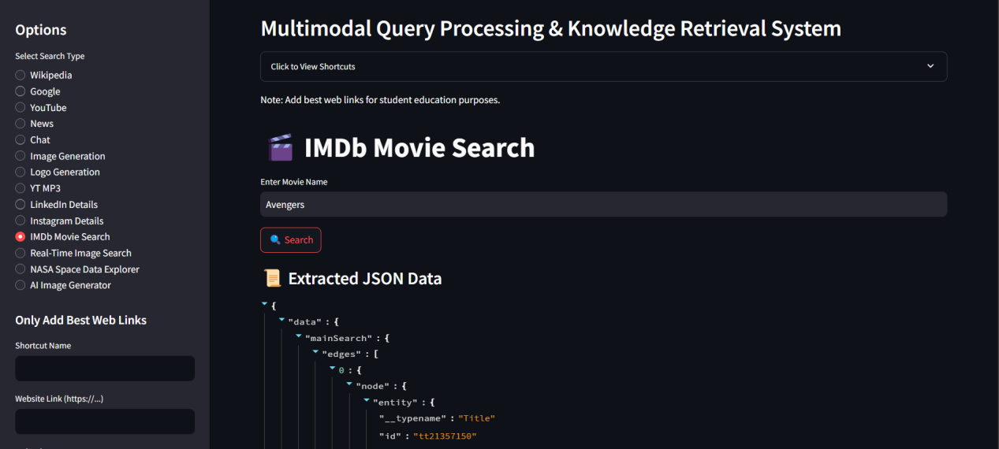 Options
Select Search Type
Wikipedia
Google
YouTube
News
Chat
Image Generation
Logo Generation
YT MP3
LinkedIn Details
Instagram Details
IMDb Movie Search
Real-Time Image Search
NASA Space Data Explorer
AI Image Generator
Only Add Best Web Links
Shortcut Name
Website Link (https://...)
Multimodal Query Processing & Knowledge Retrieval System
Click to View Shortcuts
Note: Add best web links for student education purposes.
IMDb Movie Search
Enter Movie Name
Avengers
Search
Extracted JSON Data
{
"data" : {
"mainSearch" : {
"edges" : [
0 : {
"node" : {
"entity" : {
"__typename" : "Title"
"id" : "tt21357150"